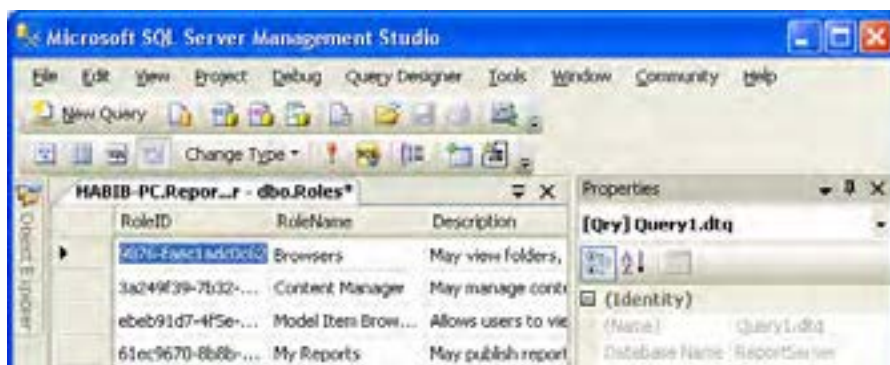 Microsoft SQL Server Management Studio
File Edit View Project Debug Query Designer Tools Window Community Help
New Query
Change Type
HABIB-PC.Repor...r - dbo.Roles*
Properties
Object Explorer
RoleID RoleName Description
[Qry] Query1.dtq
Browsers May view folders,
3a249f39-7b32-... Content Manager May manage conte
(Identity)
ebeb91d7-4f5e-... Model Item Brow... Allows users to vie
(Name) Query1.dtq
61ec9670-8b8b-... My Reports May publish report
Database Name ReportServer